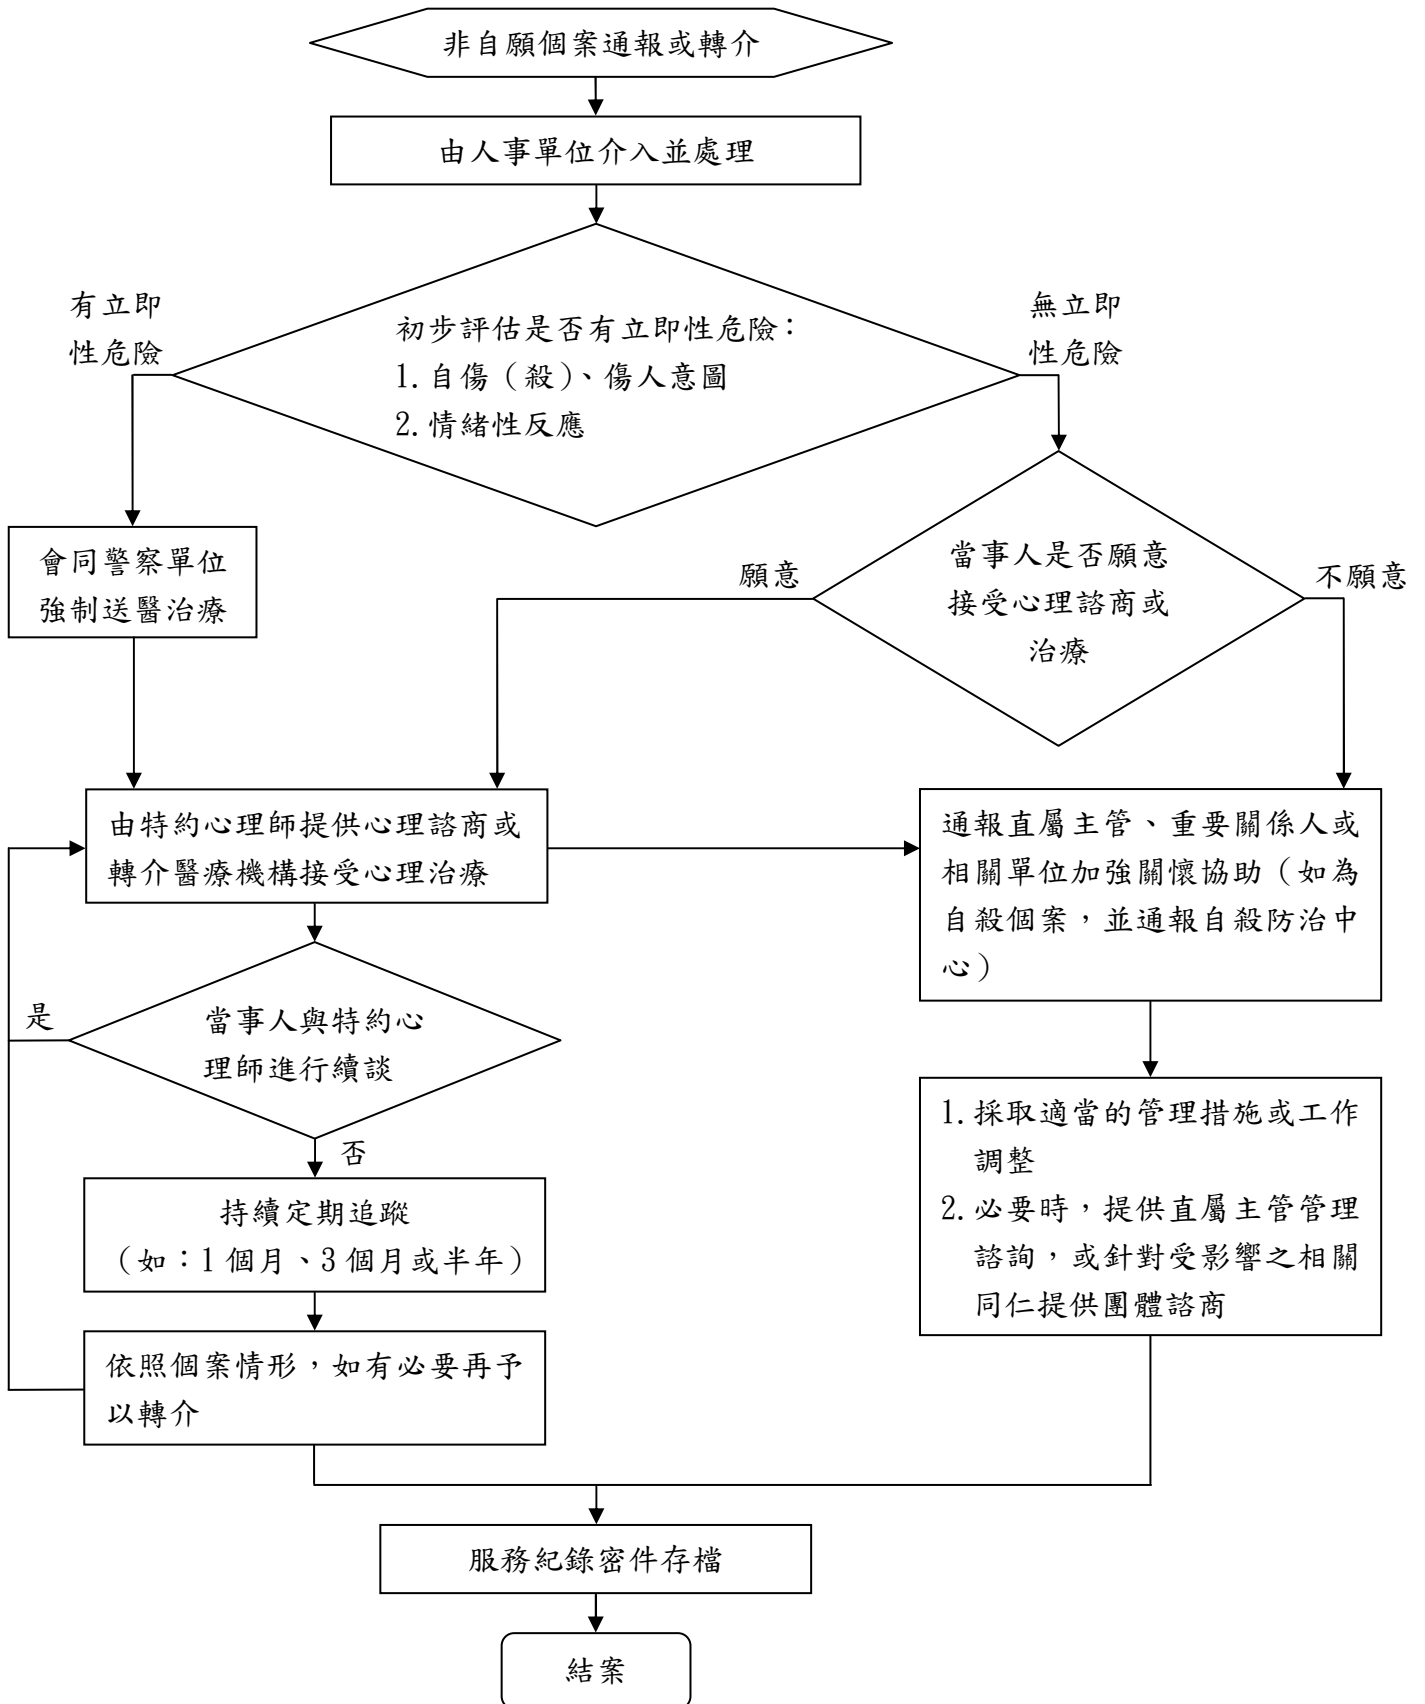 非自願個案通報或轉介
由人事單位介入並處理
有立即
性危險
初步評估是否有立即性危險：
1.自傷（殺）、傷人意圖
2.情緒性反應
無立即
性危險
會同警察單位
強制送醫治療
願意
當事人是否願意
接受心理諮商或
治療
不願意
由特約心理師提供心理諮商或
轉介醫療機構接受心理治療
通報直屬主管、重要關係人或
相關單位加強關懷協助（如為
自殺個案，並通報自殺防治中
心）
是
當事人與特約心
理師進行續談
否
持續定期追蹤
（如：1個月、3個月或半年）
1.採取適當的管理措施或工作
調整
2.必要時，提供直屬主管管理
諮詢，或針對受影響之相關
同仁提供團體諮商
依照個案情形，如有必要再予
以轉介
服務紀錄密件存檔
結案